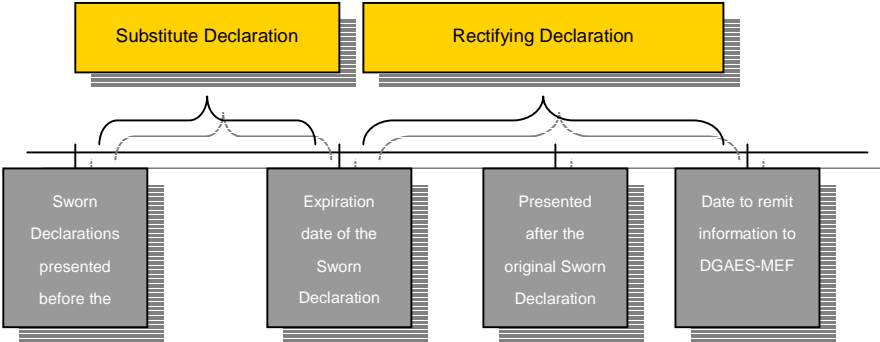 Substitute Declaration
Rectifying Declaration
Sworn
Declarations
presented
before the
Expiration
date of the
Sworn
Declaration
Presented
after the
original Sworn
Declaration
Date to remit
information to
DGAES-MEF